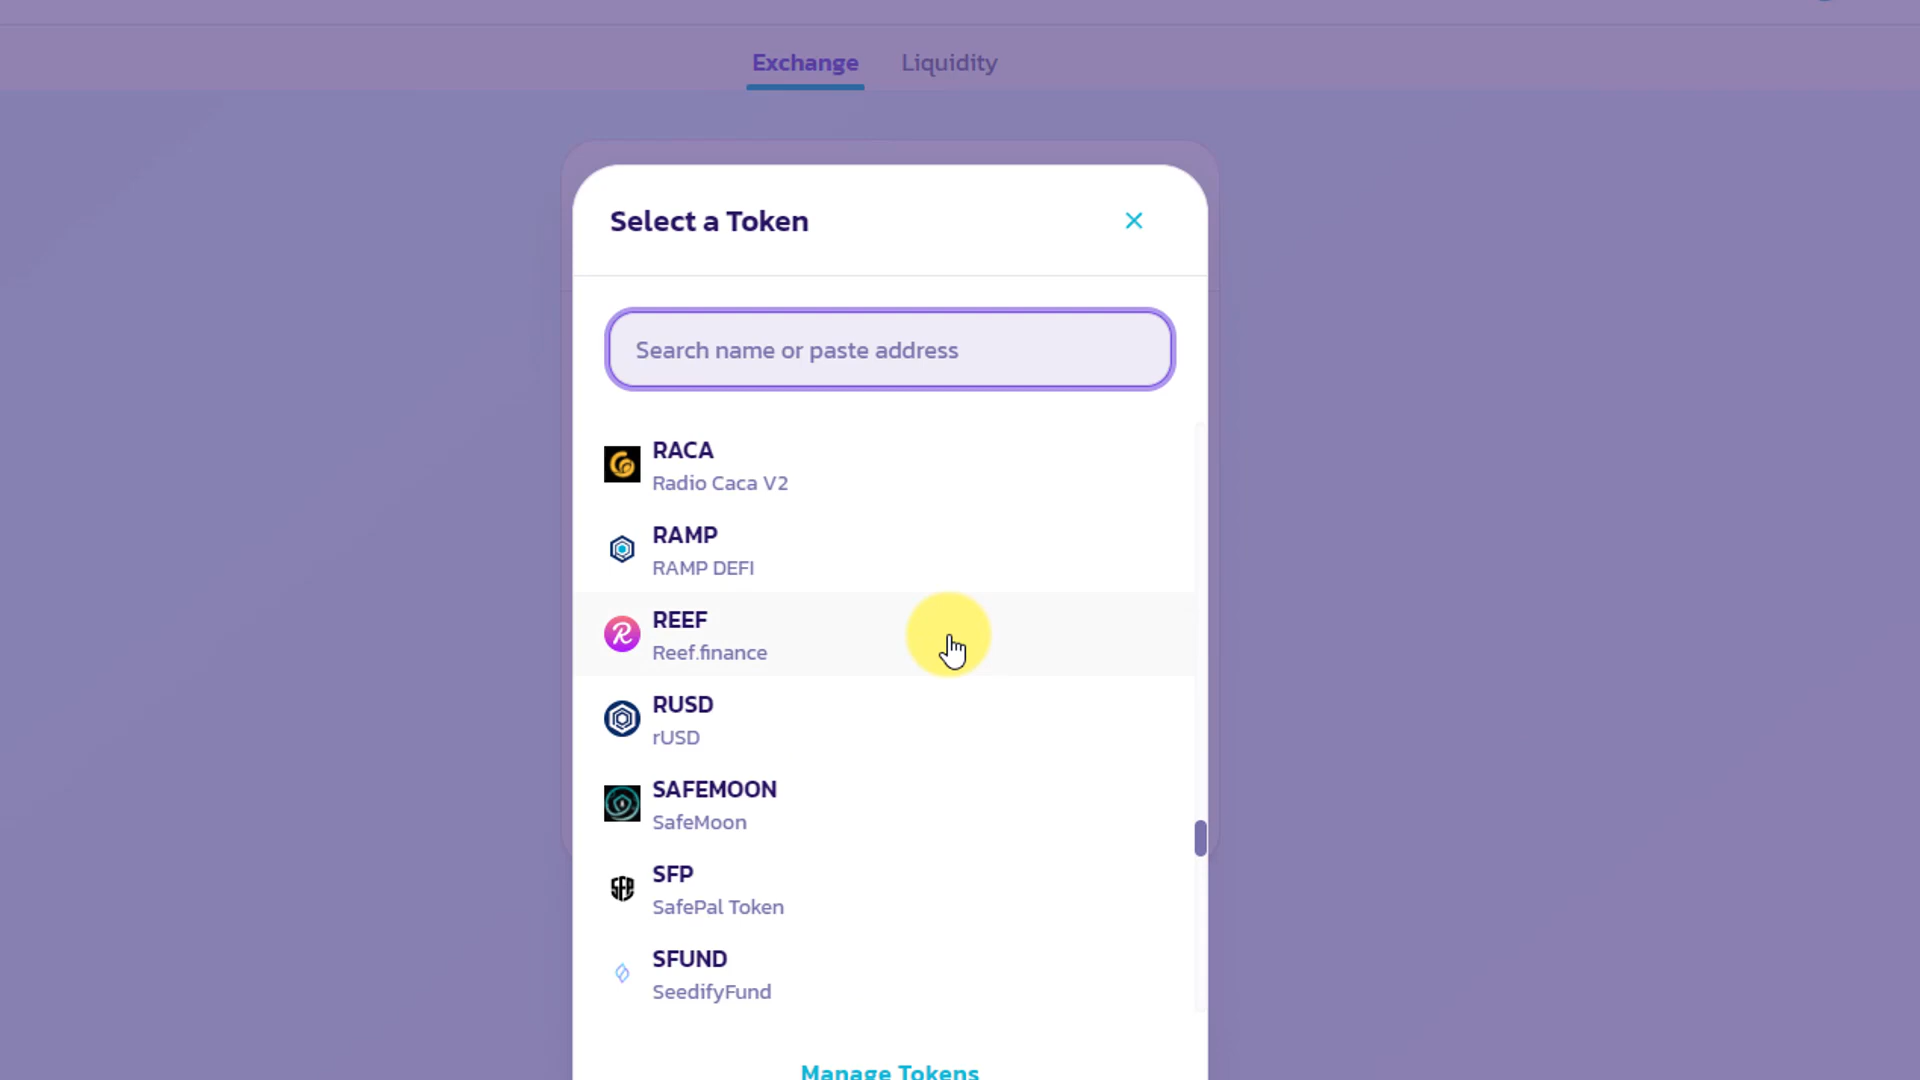 Exchange Liquidity
Select a Token
Search name or paste address
RACA
Radio Caca V2
RAMP
RAMP DEFI
REEF
Reef.finance
RUSD
rUSD
SAFEMOON
SafeMoon
SFP
SafePal Token
SFUND
SeedifyFund
Manage Tokens